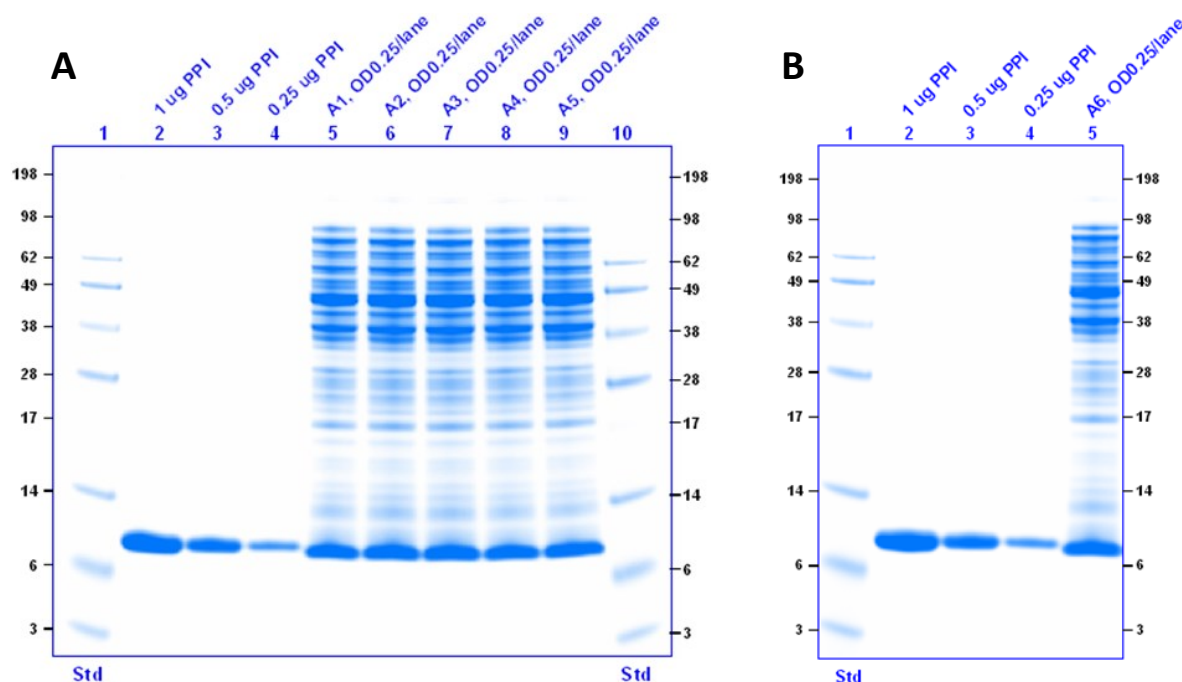 A
1 ug PPI
0.5 ug PPI
0.25 ug PPI
A1, OD0.25/lane
A2, OD0.25/lane
A3, OD0.25/lane
A4, OD0.25/lane
A5, OD0.25/lane
1 2 3 4 5 6 7 8 9 10
198 198
98 98
62 62
49 49
38 38
28 28
17 17
14 14
6 6
3 3
Std Std
B
1 ug PPI
0.5 ug PPI
0.25 ug PPI
A6, OD0.25/lane
1 2 3 4 5
198 198
98 98
62 62
49 49
38 38
28 28
17 17
14 14
6 6
3 3
Std